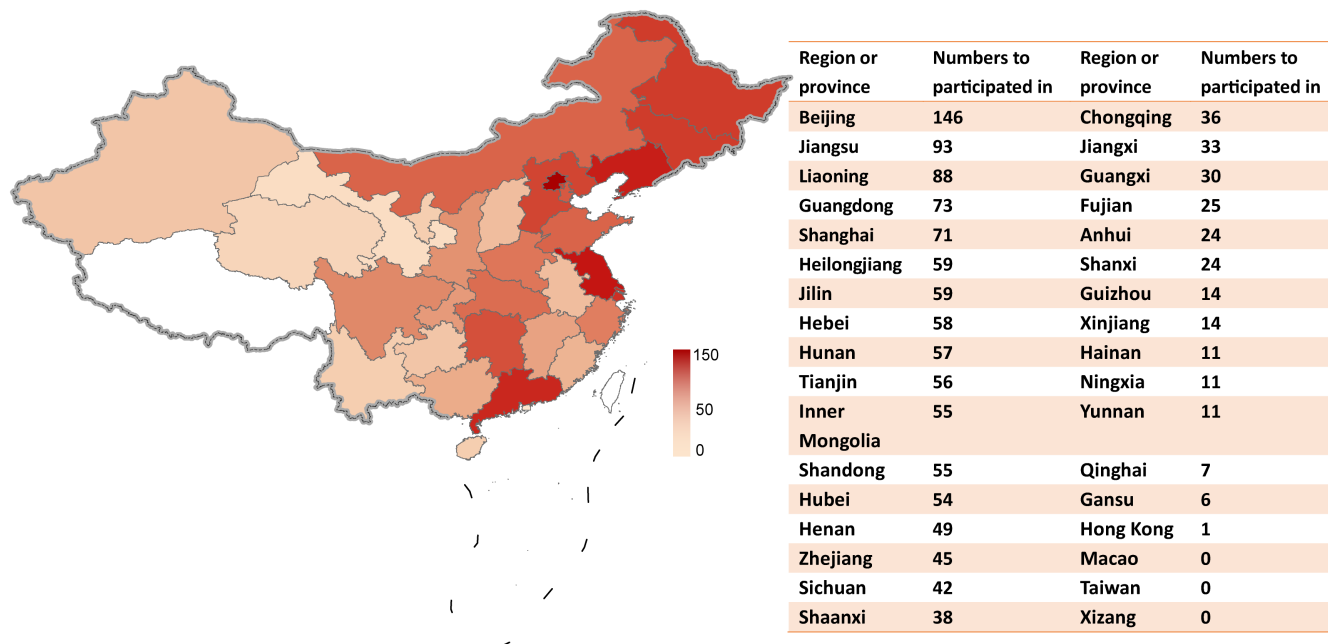 150
50
0
Region or province Numbers to participated in Region or province Numbers to participated in
Beijing 146 Chongqing 36
Jiangsu 93 Jiangxi 33
Liaoning 88 Guangxi 30
Guangdong 73 Fujian 25
Shanghai 71 Anhui 24
Heilongjiang 59 Shanxi 24
Jilin 59 Guizhou 14
Hebei 58 Xinjiang 14
Hunan 57 Hainan 11
Tianjin 56 Ningxia 11
Inner Mongolia 55 Yunnan 11
Shandong 55 Qinghai 7
Hubei 54 Gansu 6
Henan 49 Hong Kong 1
Zhejiang 45 Macao 0
Sichuan 42 Taiwan 0
Shaanxi 38 Xizang 0